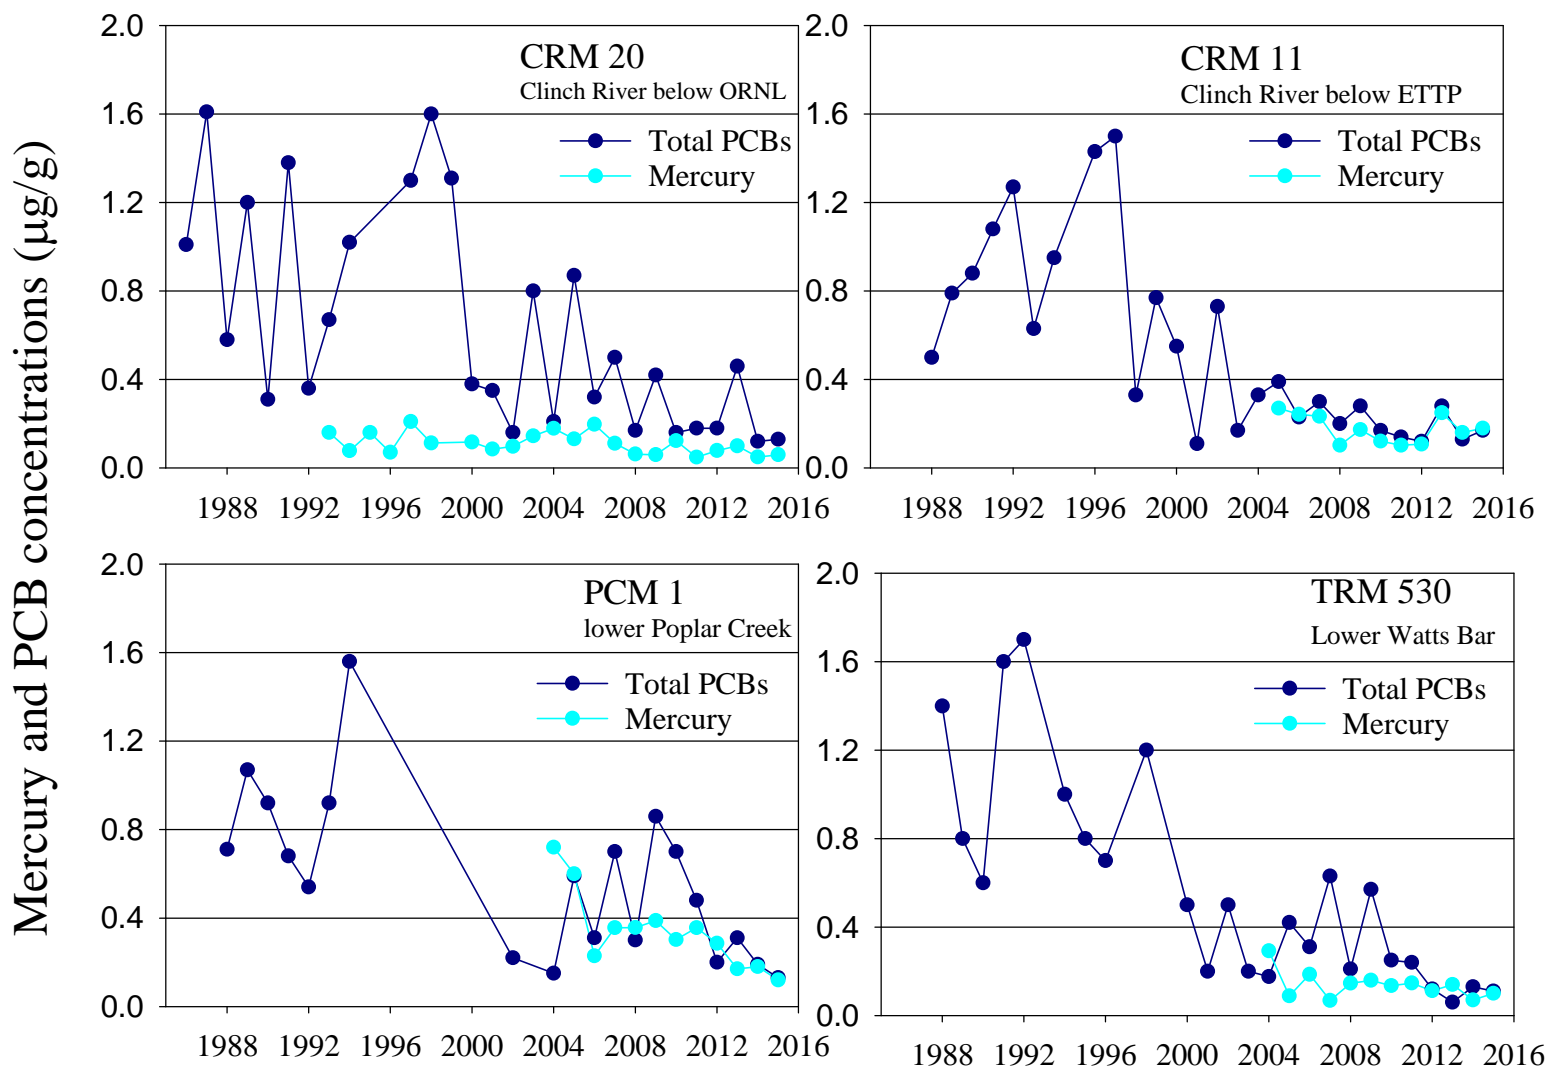 Mercury and PCB concentrations (µg/g)
2.0
1.6
1.2
0.8
0.4
0.0
CRM 20
Clinch River below ORNL
Total PCBs
Mercury
1988 1992 1996 2000 2004 2008 2012 2016
2.0
1.6
1.2
0.8
0.4
0.0
CRM 11
Clinch River below ETTP
Total PCBs
Mercury
1988 1992 1996 2000 2004 2008 2012 2016
2.0
1.6
1.2
0.8
0.4
0.0
PCM 1
lower Poplar Creek
Total PCBs
Mercury
1988 1992 1996 2000 2004 2008 2012 2016
2.0
1.6
1.2
0.8
0.4
0.0
TRM 530
Lower Watts Bar
Total PCBs
Mercury
1988 1992 1996 2000 2004 2008 2012 2016